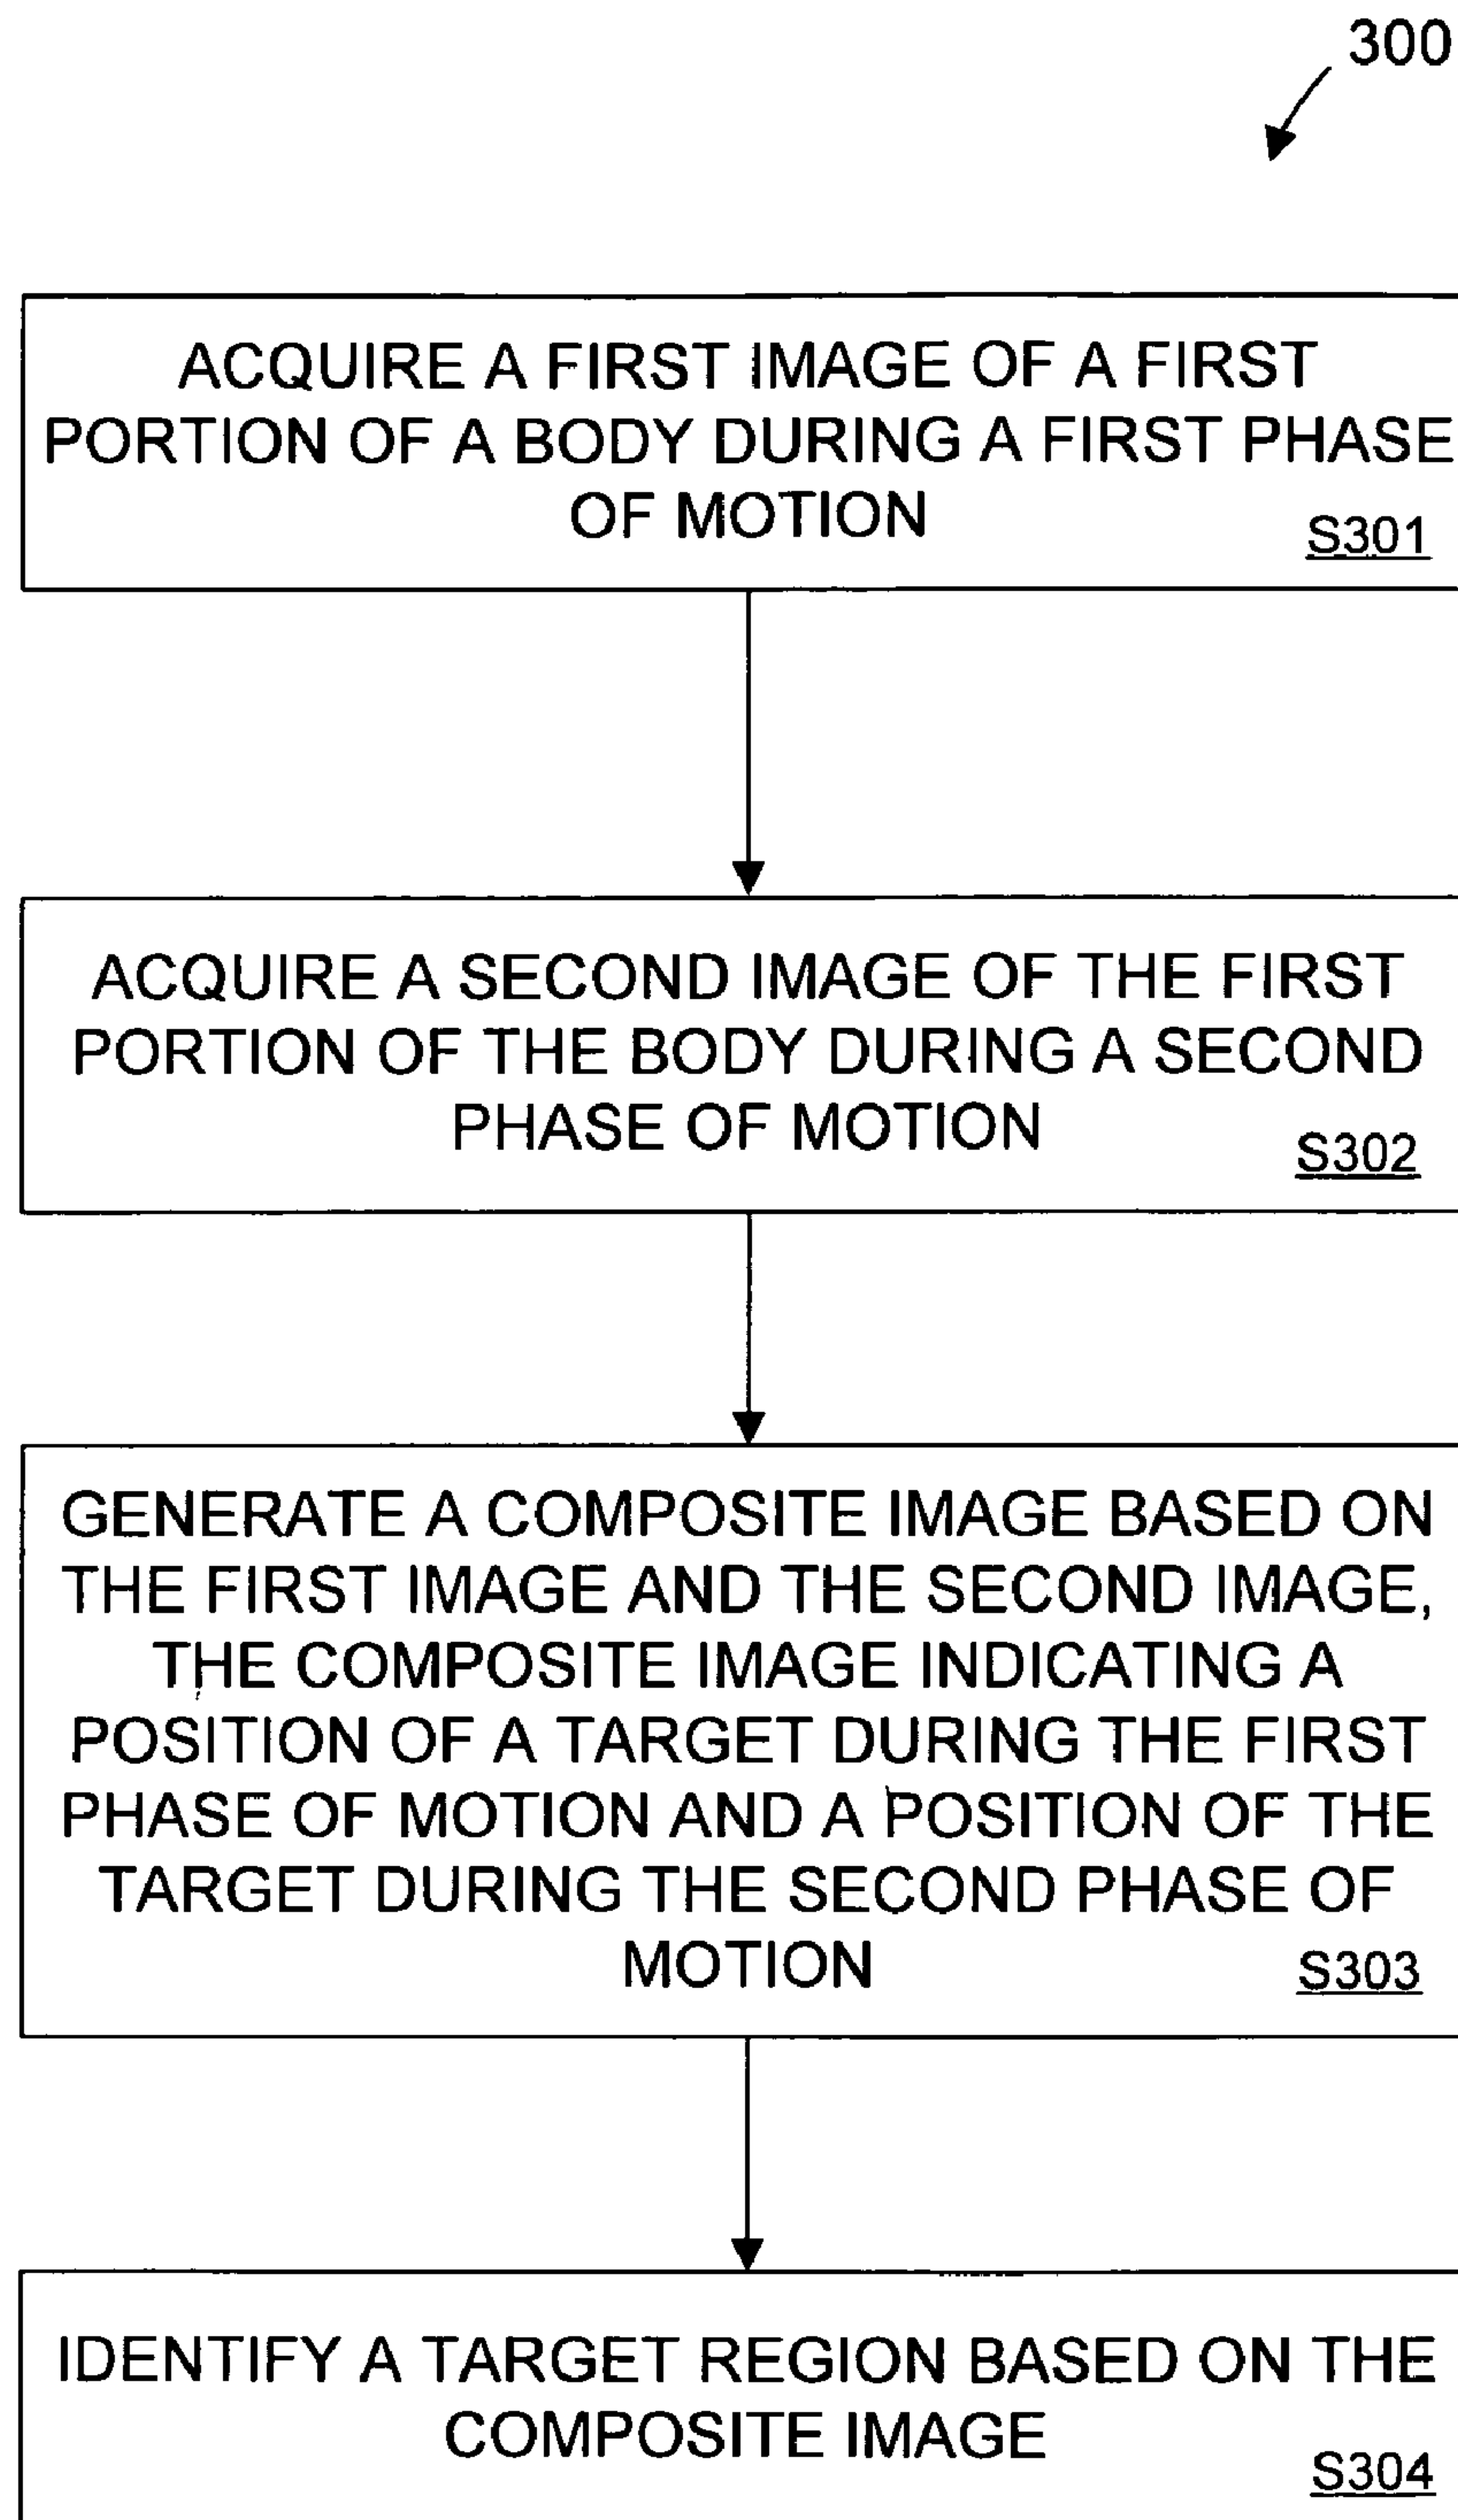 300
ACQUIRE A FIRST IMAGE OF A FIRST
PORTION OF A BODY DURING A FIRST PHASE
OF MOTION
S301
ACQUIRE A SECOND IMAGE OF THE FIRST
PORTION OF THE BODY DURING A SECOND
PHASE OF MOTION
S302
GENERATE A COMPOSITE IMAGE BASED ON
THE FIRST IMAGE AND THE SECOND IMAGE,
THE COMPOSITE IMAGE INDICATING A
POSITION OF A TARGET DURING THE FIRST
PHASE OF MOTION AND A POSITION OF THE
TARGET DURING THE SECOND PHASE OF
MOTION
S303
IDENTIFY A TARGET REGION BASED ON THE
COMPOSITE IMAGE
S304